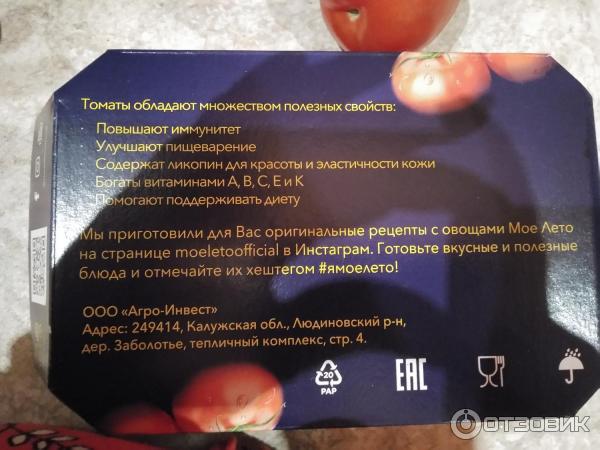 Томаты обладают множеством полезных свойств:
· Повышают иммунитет
· Улучшают пищеварение
· Содержат ликопин для красоты и эластичности кожи
· Богаты витаминами А, В, С, Е и К
· Помогают поддерживать диету
Мы приготовили для Вас оригинальные рецепты с овощами Мое Лето
на странице moeletoofficial в Инстаграм. Готовьте вкусные и полезные
блюда и отмечайте их хештегом #ямоелето!
ООО «Агро-Инвест»
Адрес: 249414, Калужская обл., Людиновский р-н,
дер. Заболотье, тепличный комплекс, стр. 4.
20
PAP
EAC
ОТЗОВИК